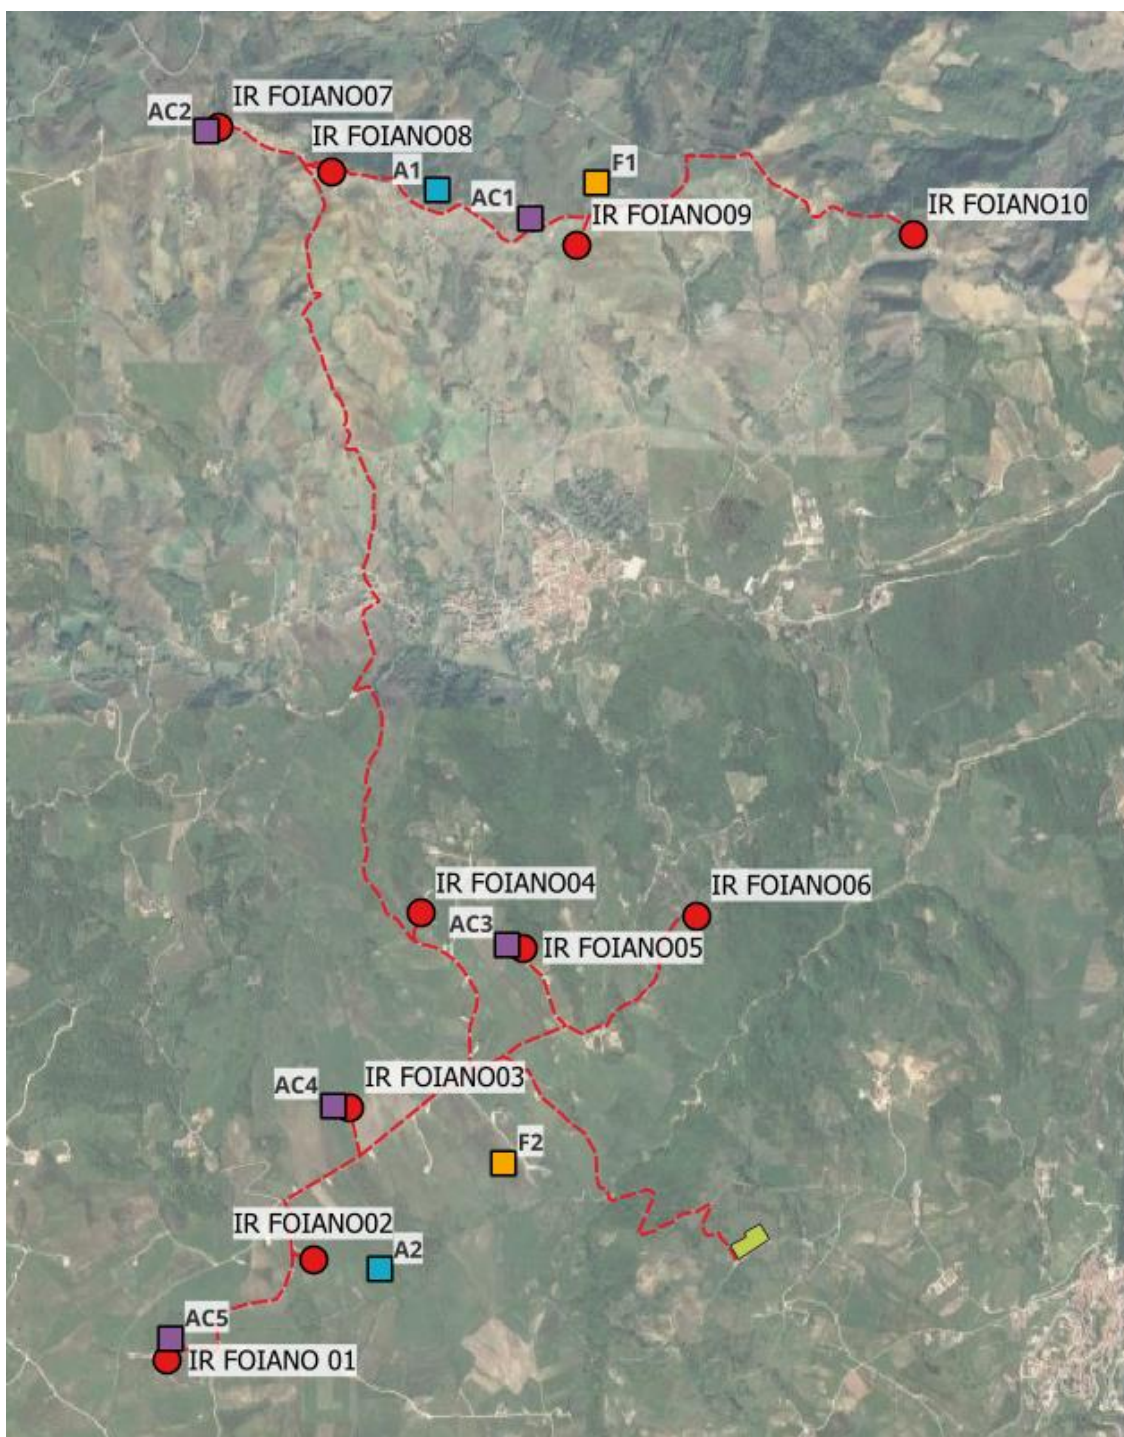 IR FOIANO07
AC2
IR FOIANO08
A1
F1
AC1
IR FOIANO09
IR FOIANO10
IR FOIANO04
IR FOIANO06
AC3
IR FOIANO05
IR FOIANO03
AC4
F2
IR FOIANO02
A2
AC5
IR FOIANO 01